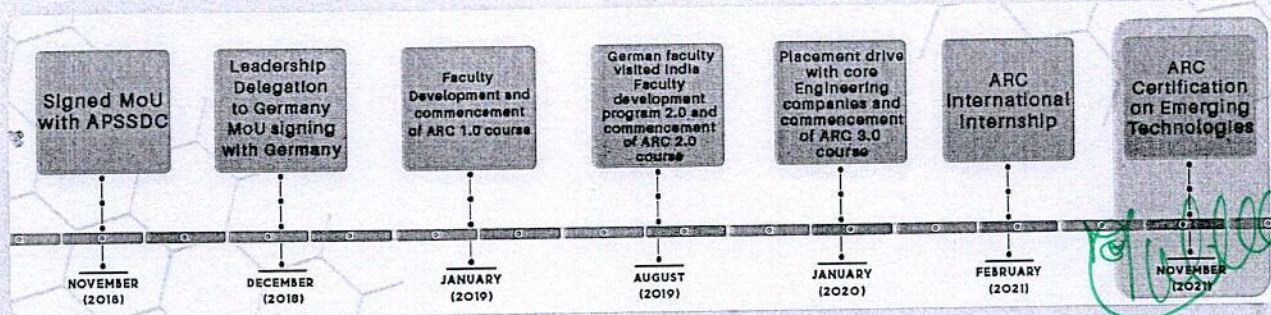 Signed MoU
with APSSDC
NOVEMBER
(2018)
Leadership
Delegation
to Germany
MoU signing
with Germany
DECEMBER
(2018)
Faculty
Development and
commencement
of ARC 1.0 course
JANUARY
(2019)
German faculty
visited India
Faculty
development
program 2.0 and
commencement
of ARC 2.0
course
AUGUST
(2019)
Placement drive
with core
Engineering
companies and
commencement
of ARC 3.0
course
JANUARY
(2020)
ARC
International
Internship
FEBRUARY
(2021)
ARC
Certification
on Emerging
Technologies
NOVEMBER
(2021)